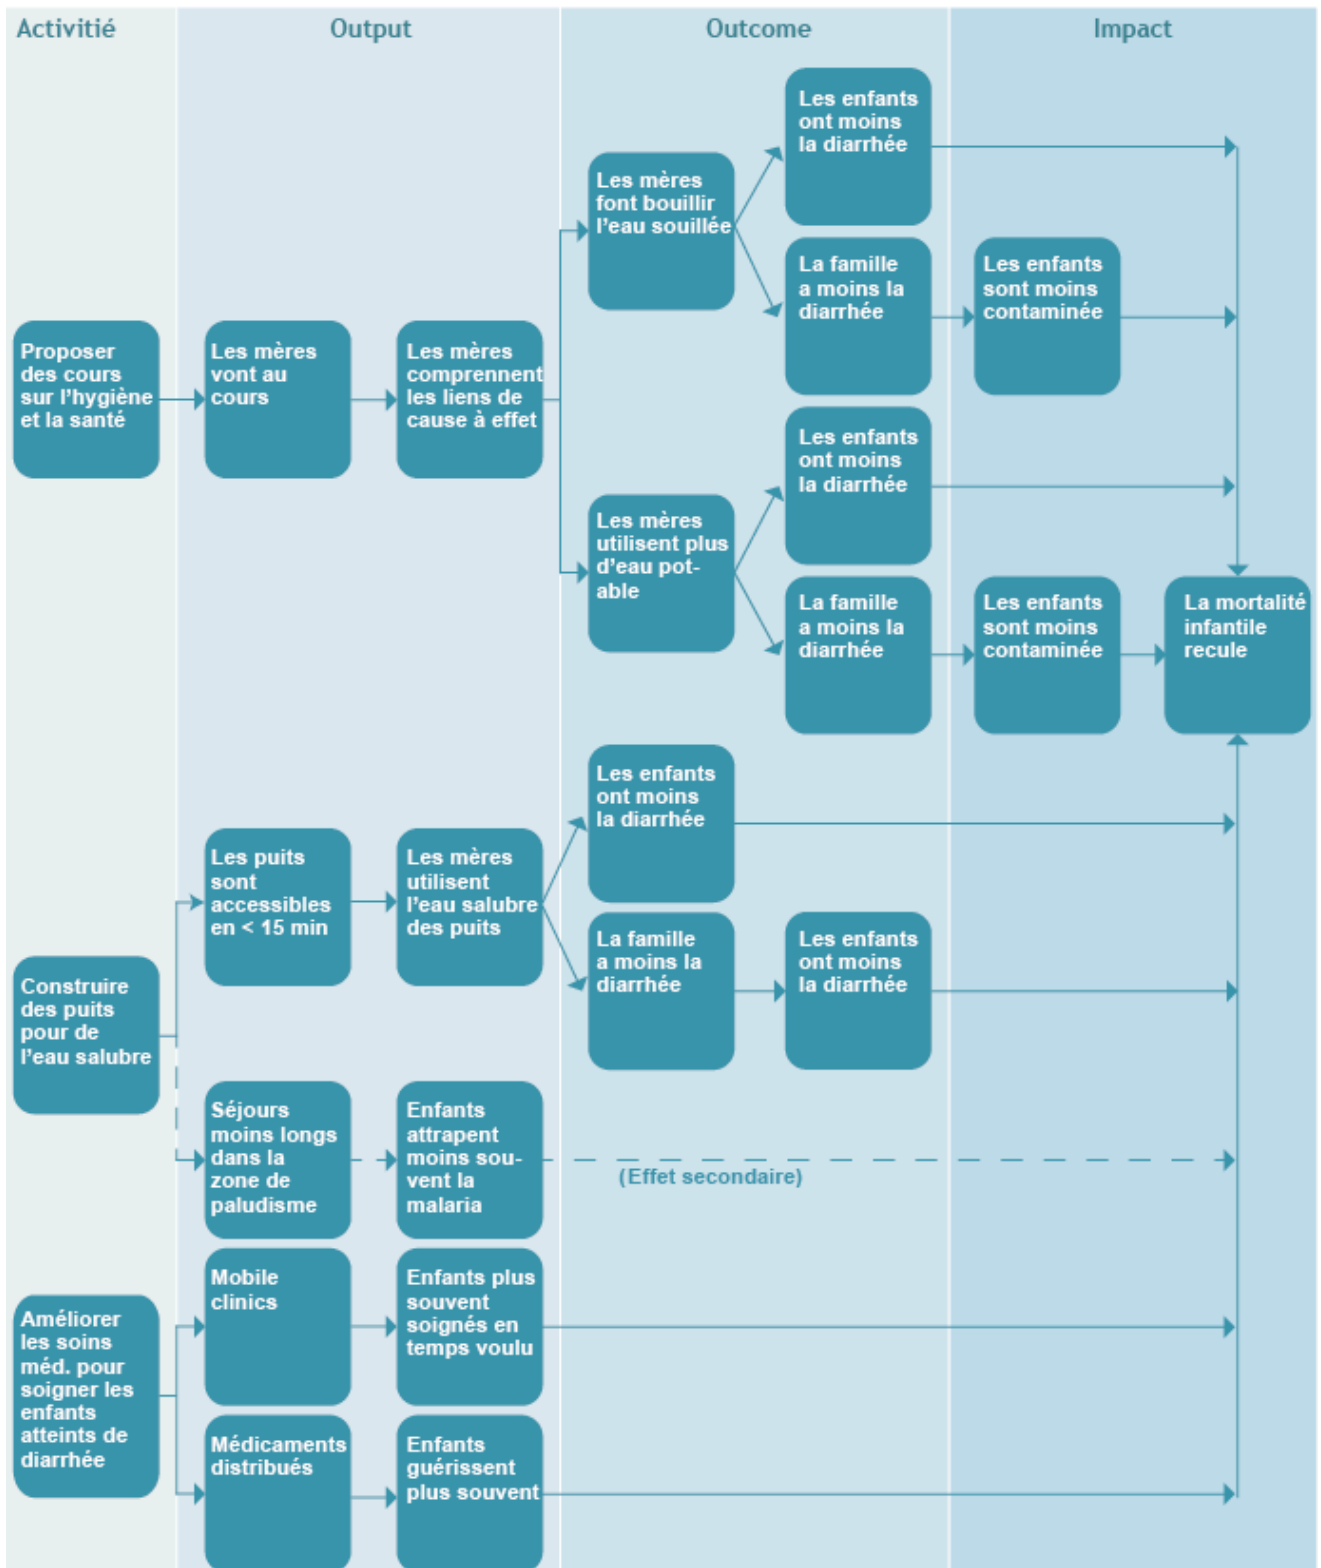 Activitié
Output
Outcome
Impact
Les enfants
ont moins
la diarrhée
Les mères
font bouillir
l'eau souillée
La famille
a moins la
diarrhée
Les enfants
sont moins
contaminée
Proposer
des cours
sur l'hygiène
et la santé
Les mères
vont au
cours
Les mères
comprennent
les liens de
cause à effet
Les enfants
ont moins
la diarrhée
Les mères
utilisent plus
d'eau pot-
able
La famille
a moins la
diarrhée
Les enfants
sont moins
contaminée
La mortalité
infantile
recule
Les enfants
ont moins
la diarrhée
Les puits
sont
accessibles
en < 15 min
Les mères
utilisent
l'eau salubre
des puits
La famille
a moins la
diarrhée
Les enfants
ont moins
la diarrhée
Construire
des puits
pour de
l'eau salubre
Séjours
moins longs
dans la
zone de
paludisme
Enfants
attrapent
moins sou-
vent la
malaria
(Effet secondaire)
Mobile
clinics
Enfants plus
souvent
soignés en
temps voulu
Améliorer
les soins
méd. pour
soigner les
enfants
atteints de
diarrhée
Médicaments
distribués
Enfants
guérissent
plus souvent